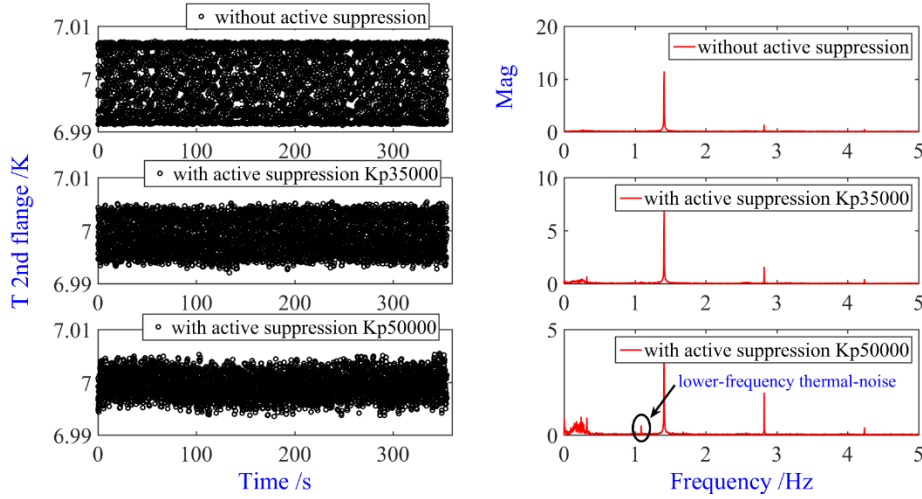 T 2nd flange /K
7.01
7
6.99
without active suppression
0 100 200 300
7.01
7
6.99
with active suppression Kp35000
0 100 200 300
7.01
7
6.99
with active suppression Kp50000
0 100 200 300
Time /s
Mag
20
10
0
without active suppression
0 1 2 3 4 5
10
5
0
with active suppression Kp35000
0 1 2 3 4 5
5
0
with active suppression Kp50000
lower-frequency thermal-noise
0 1 2 3 4 5
Frequency /Hz